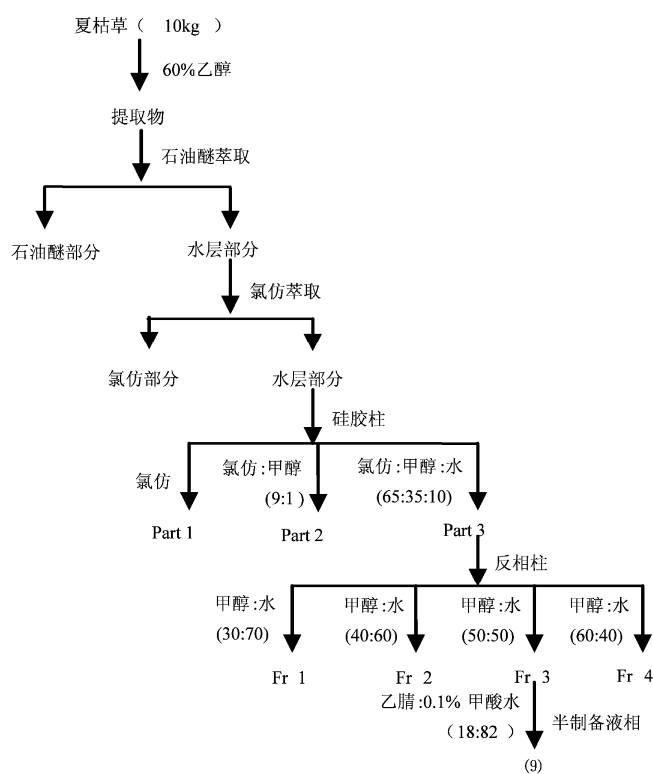 夏枯草（ 10kg ）
60%乙醇
提取物
石油醚萃取
石油醚部分 水层部分
氯仿萃取
氯仿部分 水层部分
硅胶柱
氯仿 氯仿:甲醇 氯仿:甲醇:水
(9:1 ) (65:35:10)
Part 1 Part 2 Part 3
反相柱
甲醇:水 甲醇:水 甲醇:水 甲醇:水
(30:70) (40:60) (50:50) (60:40)
Fr 1 Fr 2 Fr 3 Fr 4
乙腈:0.1% 甲酸水 半制备液相
（18:82 ）
(9)